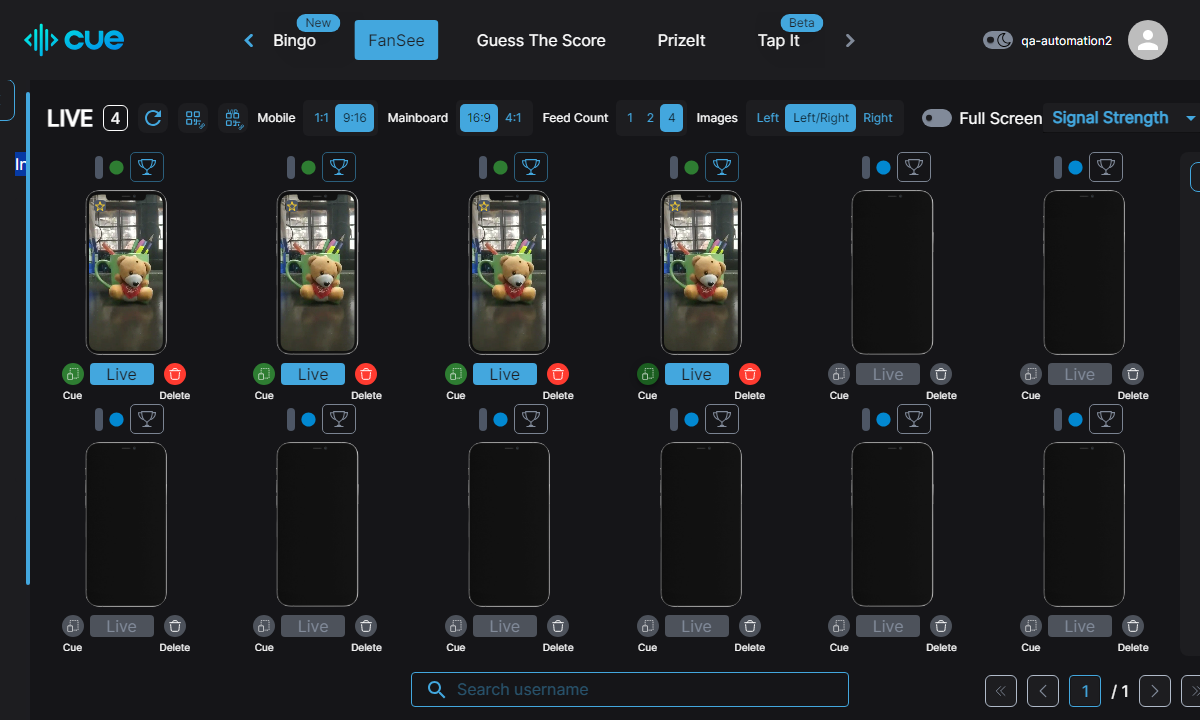 cue
New
Bingo
FanSee
Guess The Score
PrizeIt
Beta
Tap It
qa-automation2
In
LIVE 4
Mobile 1:1 9:16
Mainboard 16:9 4:1
Feed Count 1 2 4
Images Left Left/Right Right
Full Screen
Signal Strength
Live Live Live Live Live Live
Cue Delete Cue Delete Cue Delete Cue Delete Cue Delete Cue Delete
Live Live Live Live Live Live
Cue Delete Cue Delete Cue Delete Cue Delete Cue Delete Cue Delete
Search username
1 / 1